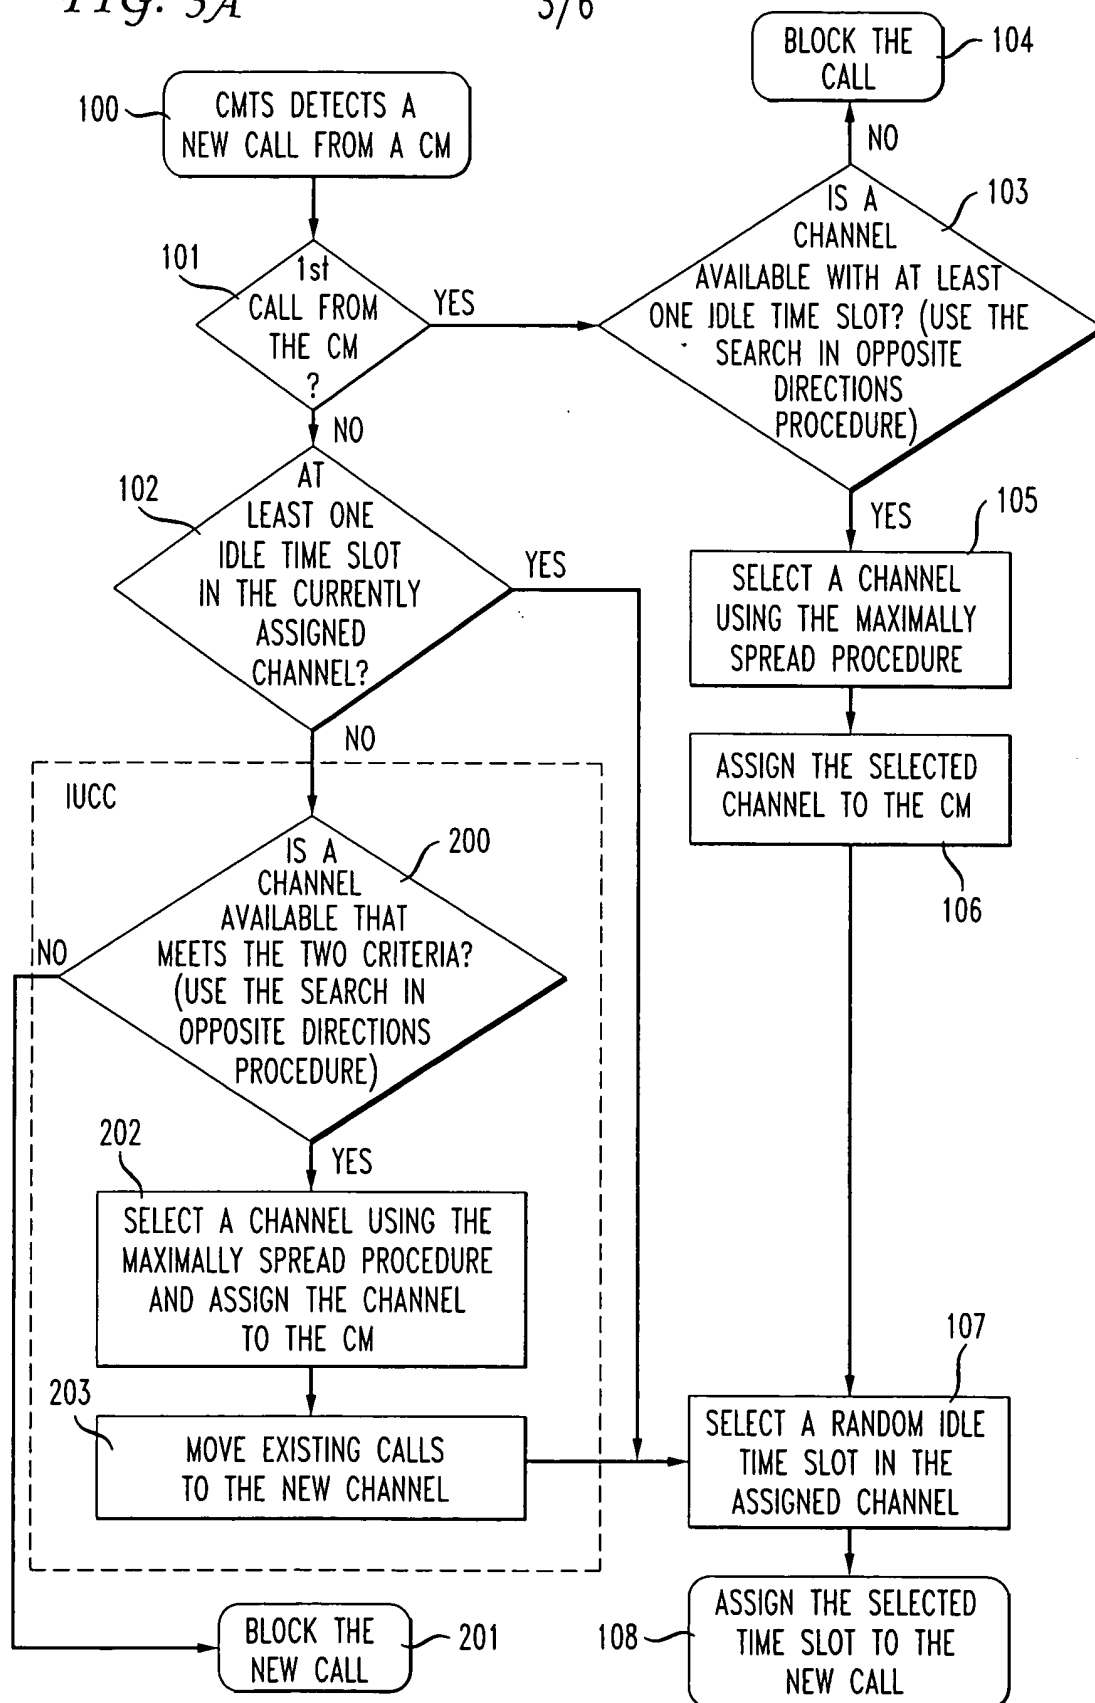 FIG. 5A
5/6
CMTS DETECTS A
NEW CALL FROM A CM
100
1st
CALL FROM
THE CM
?
101
YES
NO
AT
LEAST ONE
IDLE TIME SLOT
IN THE CURRENTLY
ASSIGNED
CHANNEL?
102
YES
NO
IUCC
IS A
CHANNEL
AVAILABLE THAT
MEETS THE TWO CRITERIA?
(USE THE SEARCH IN
OPPOSITE DIRECTIONS
PROCEDURE)
200
NO
YES
202
SELECT A CHANNEL USING THE
MAXIMALLY SPREAD PROCEDURE
AND ASSIGN THE CHANNEL
TO THE CM
203
MOVE EXISTING CALLS
TO THE NEW CHANNEL
BLOCK THE
NEW CALL
201
BLOCK THE
CALL
104
NO
IS A
CHANNEL
AVAILABLE WITH AT LEAST
ONE IDLE TIME SLOT? (USE THE
SEARCH IN OPPOSITE
DIRECTIONS
PROCEDURE)
103
YES
105
SELECT A CHANNEL
USING THE MAXIMALLY
SPREAD PROCEDURE
ASSIGN THE SELECTED
CHANNEL TO THE CM
106
107
SELECT A RANDOM IDLE
TIME SLOT IN THE
ASSIGNED CHANNEL
108
ASSIGN THE SELECTED
TIME SLOT TO THE
NEW CALL